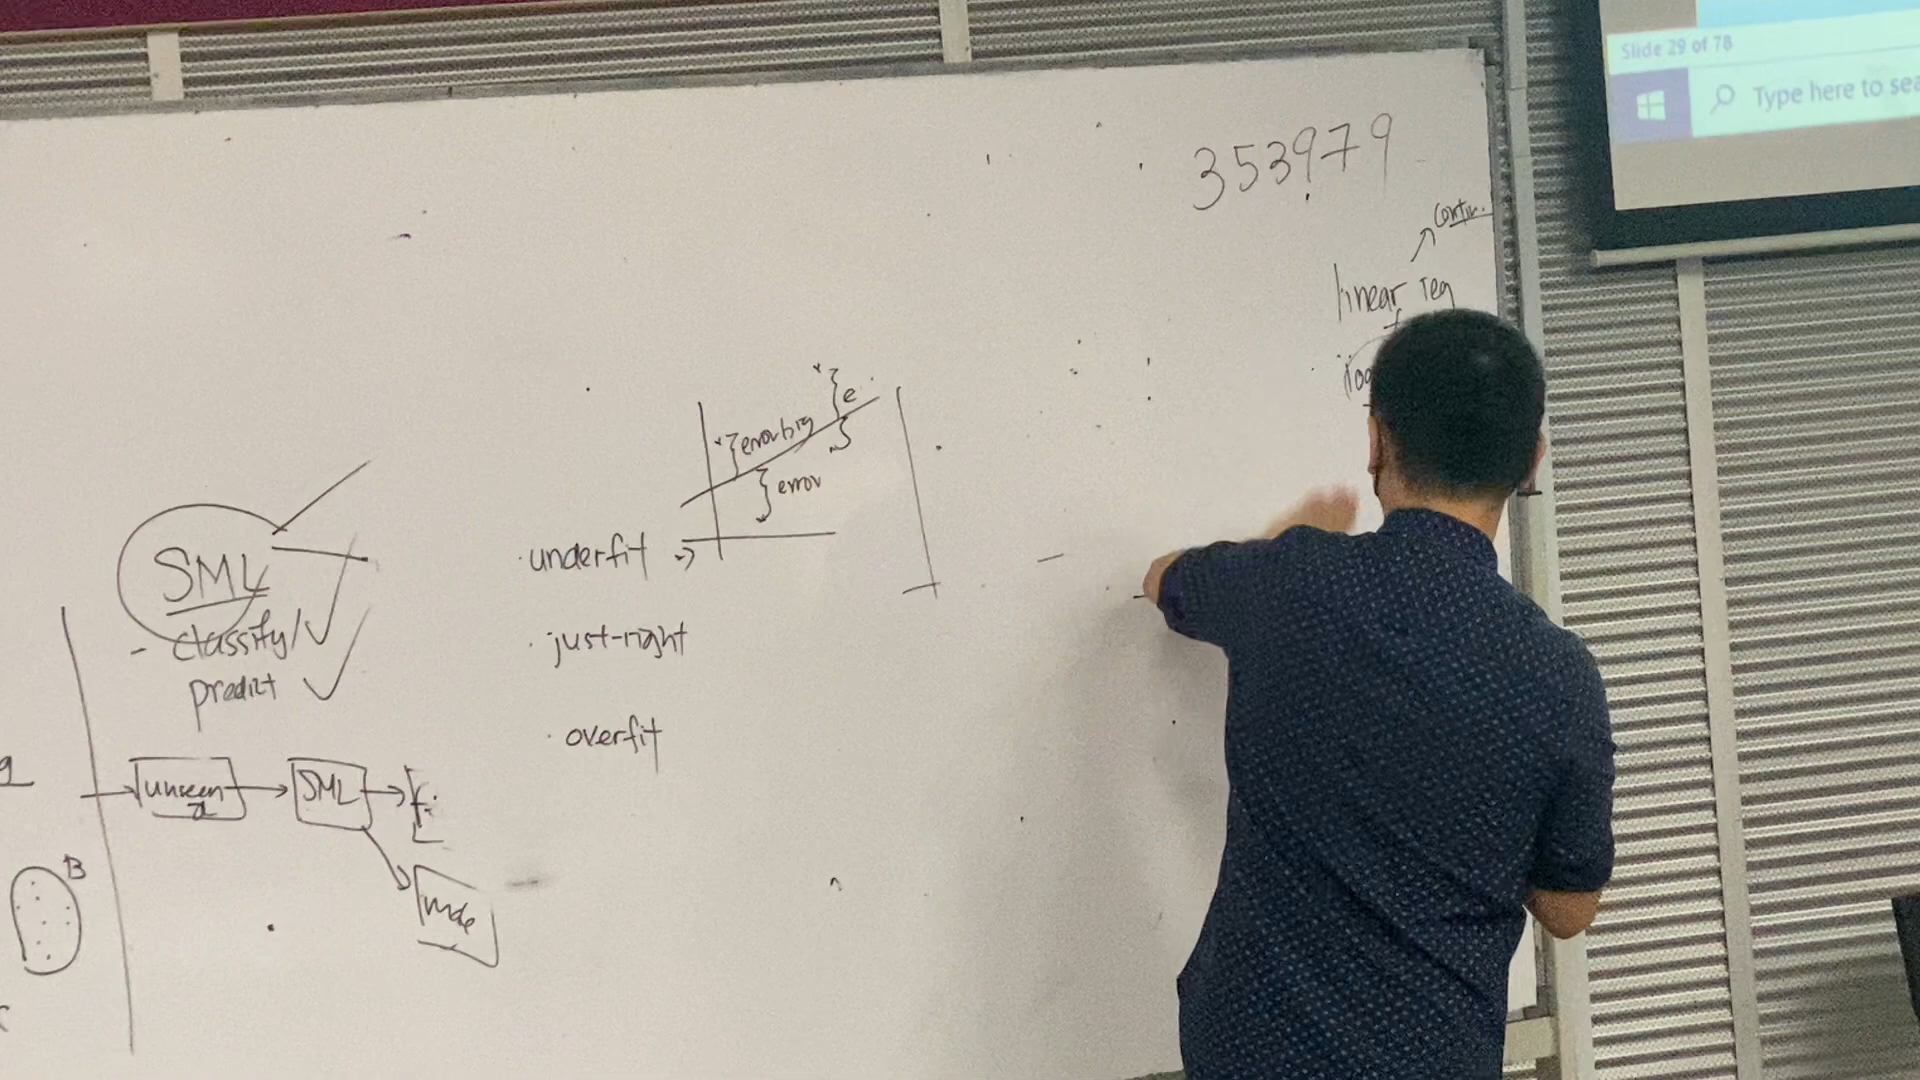 Slide 29 of 78
Type here to sea
353979
contin.
linear reg
e
error big
error
underfit →
SML
- classify/ ✓
predict ✓
· just-right
· overfit
unseen
SML
B